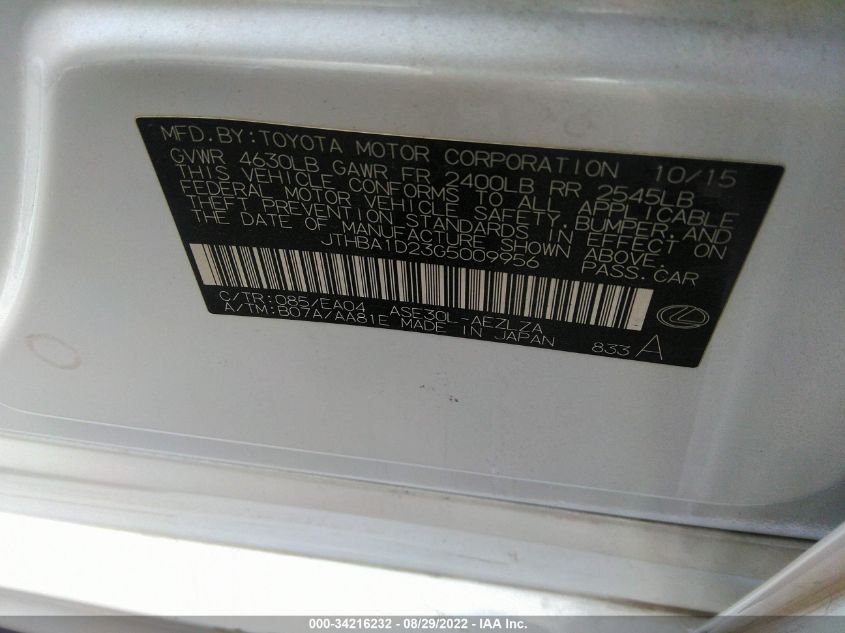 MFD. BY: TOYOTA MOTOR CORPORATION 10/15
GVWR 4630LB GAWR FR 2400LB RR 2545LB
THIS VEHICLE CONFORMS TO ALL APPLICABLE
FEDERAL MOTOR VEHICLE SAFETY, BUMPER, AND
THEFT PREVENTION STANDARDS IN EFFECT ON
THE DATE OF MANUFACTURE SHOWN ABOVE.
JTHBA1D23G5009956 PASS. CAR
C/TR: 085/EA04 ASE30L-AEZLZA
A/TM: B07A/AA81E MADE IN JAPAN 833 A
000-34216232 - 08/29/2022 - IAA Inc.